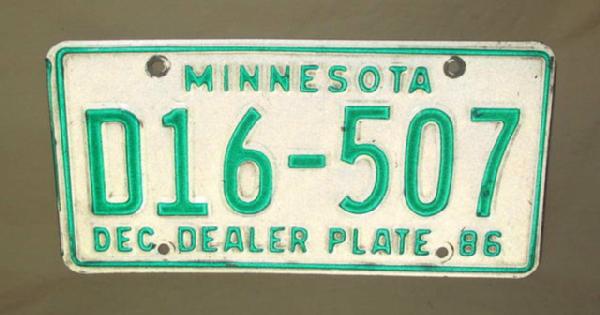 MINNESOTA
D16-507
DEC. DEALER PLATE 86